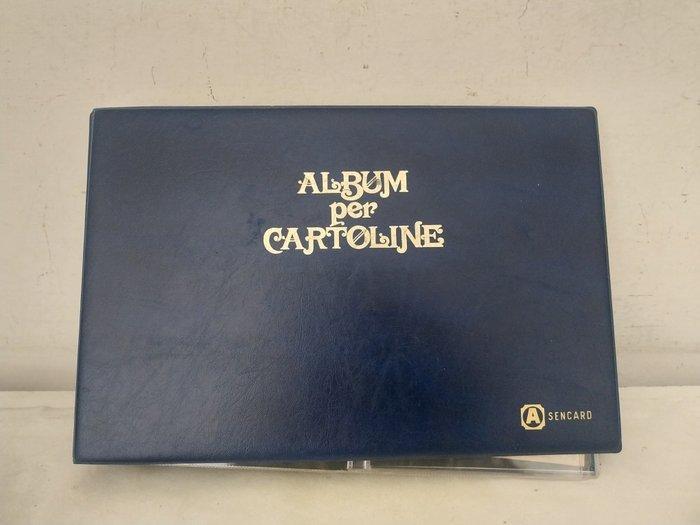 ALBUM
per
CARTOLINE
A SENCARD